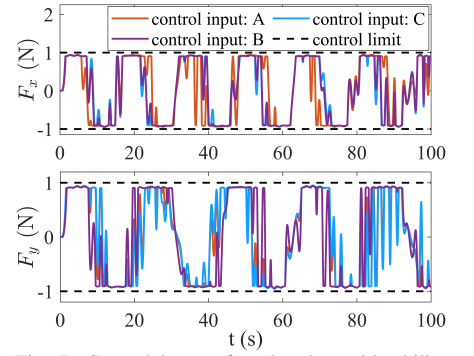 control input: A
control input: C
control input: B
control limit
2
1
0
-1
F_x (N)
0
20
40
60
80
100
1
0
-1
F_y (N)
0
20
40
60
80
100
t (s)